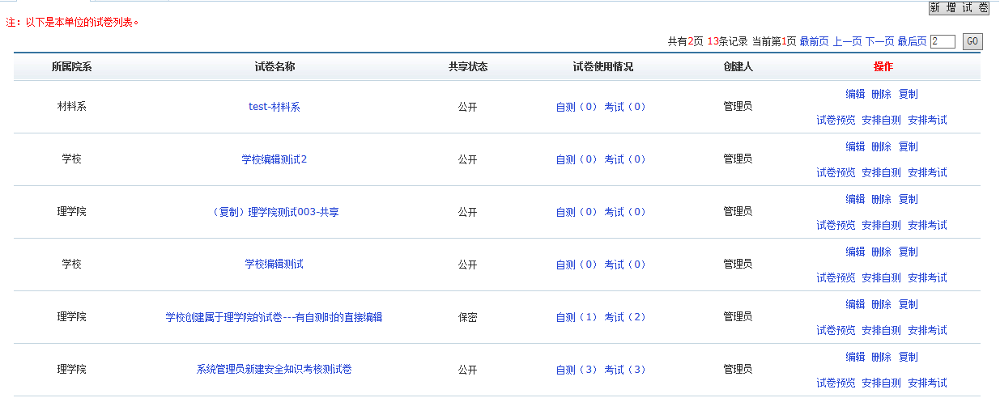 新 增 试 卷
注：以下是本单位的试卷列表。
共有2页 13条记录 当前第1页 最前页 上一页 下一页 最后页 2 GO
所属院系 试卷名称 共享状态 试卷使用情况 创建人 操作
编辑 删除 复制
材料系 test-材料系 公开 自测（0） 考试（0） 管理员
试卷预览 安排自测 安排考试
编辑 删除 复制
学校 学校编辑测试2 公开 自测（0） 考试（0） 管理员
试卷预览 安排自测 安排考试
编辑 删除 复制
理学院 （复制）理学院测试003-共享 公开 自测（0） 考试（0） 管理员
试卷预览 安排自测 安排考试
编辑 删除 复制
学校 学校编辑测试 公开 自测（0） 考试（0） 管理员
试卷预览 安排自测 安排考试
编辑 删除 复制
理学院 学校创建属于理学院的试卷---有自测时的直接编辑 保密 自测（1） 考试（2） 管理员
试卷预览 安排自测 安排考试
编辑 删除 复制
理学院 系统管理员新建安全知识考核测试卷 公开 自测（3） 考试（3） 管理员
试卷预览 安排自测 安排考试